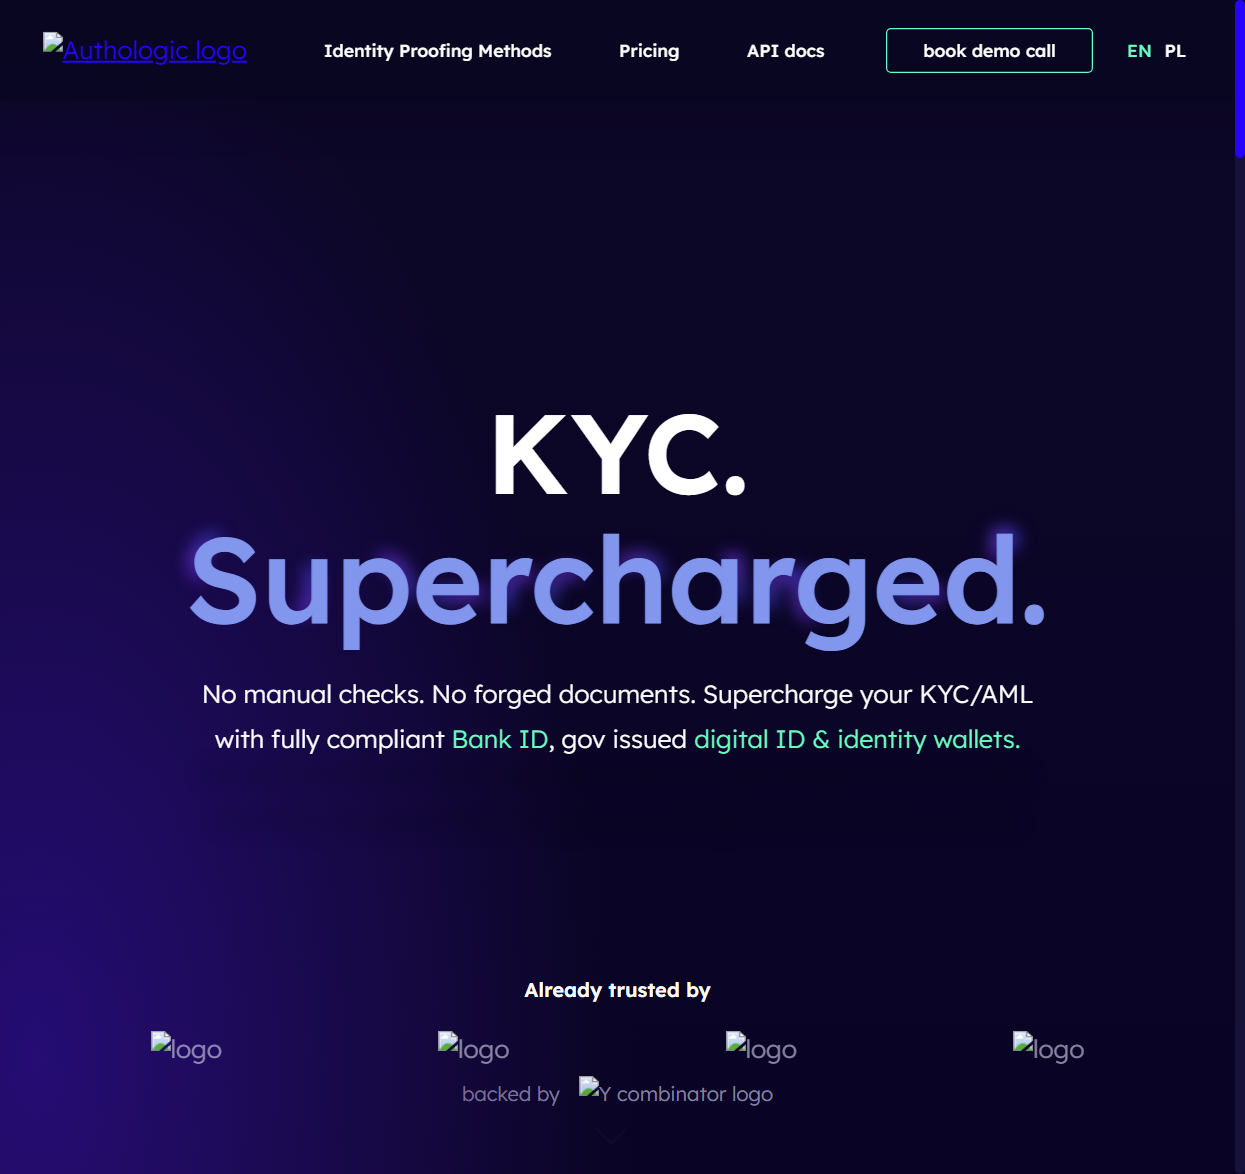 Authologic logo
Identity Proofing Methods
Pricing
API docs
book demo call
EN PL
KYC.
Supercharged.
No manual checks. No forged documents. Supercharge your KYC/AML
with fully compliant Bank ID, gov issued digital ID & identity wallets.
Already trusted by
logo
logo
logo
logo
backed by Y combinator logo